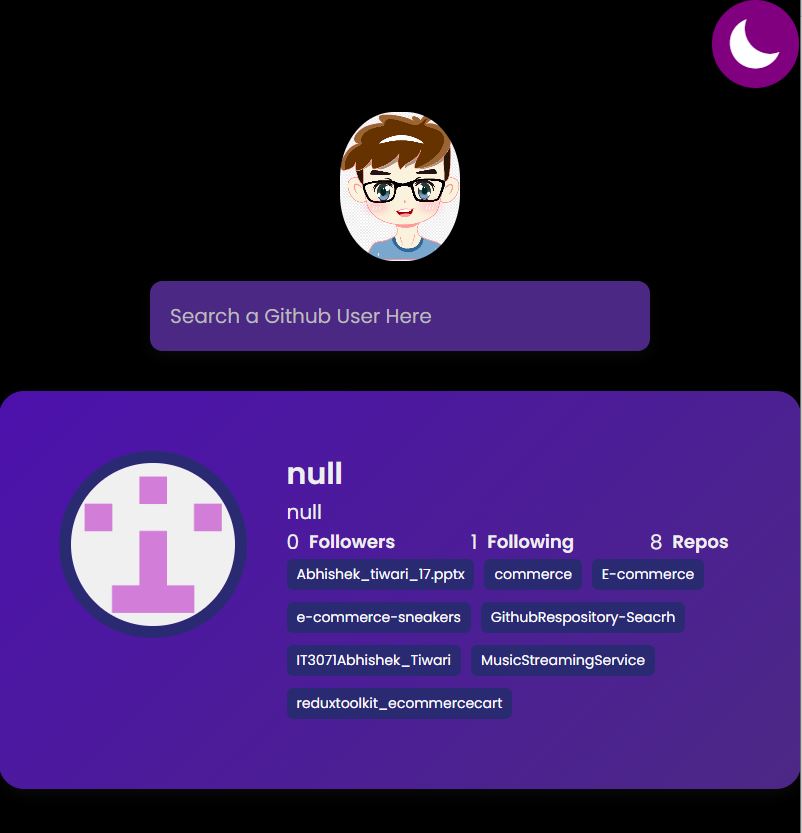 Search a Github User Here
null
null
0 Followers 1 Following 8 Repos
Abhishek_tiwari_17.pptx commerce E-commerce
e-commerce-sneakers GithubRespository-Seacrh
IT3071Abhishek_Tiwari MusicStreamingService
reduxtoolkit_ecommercecart